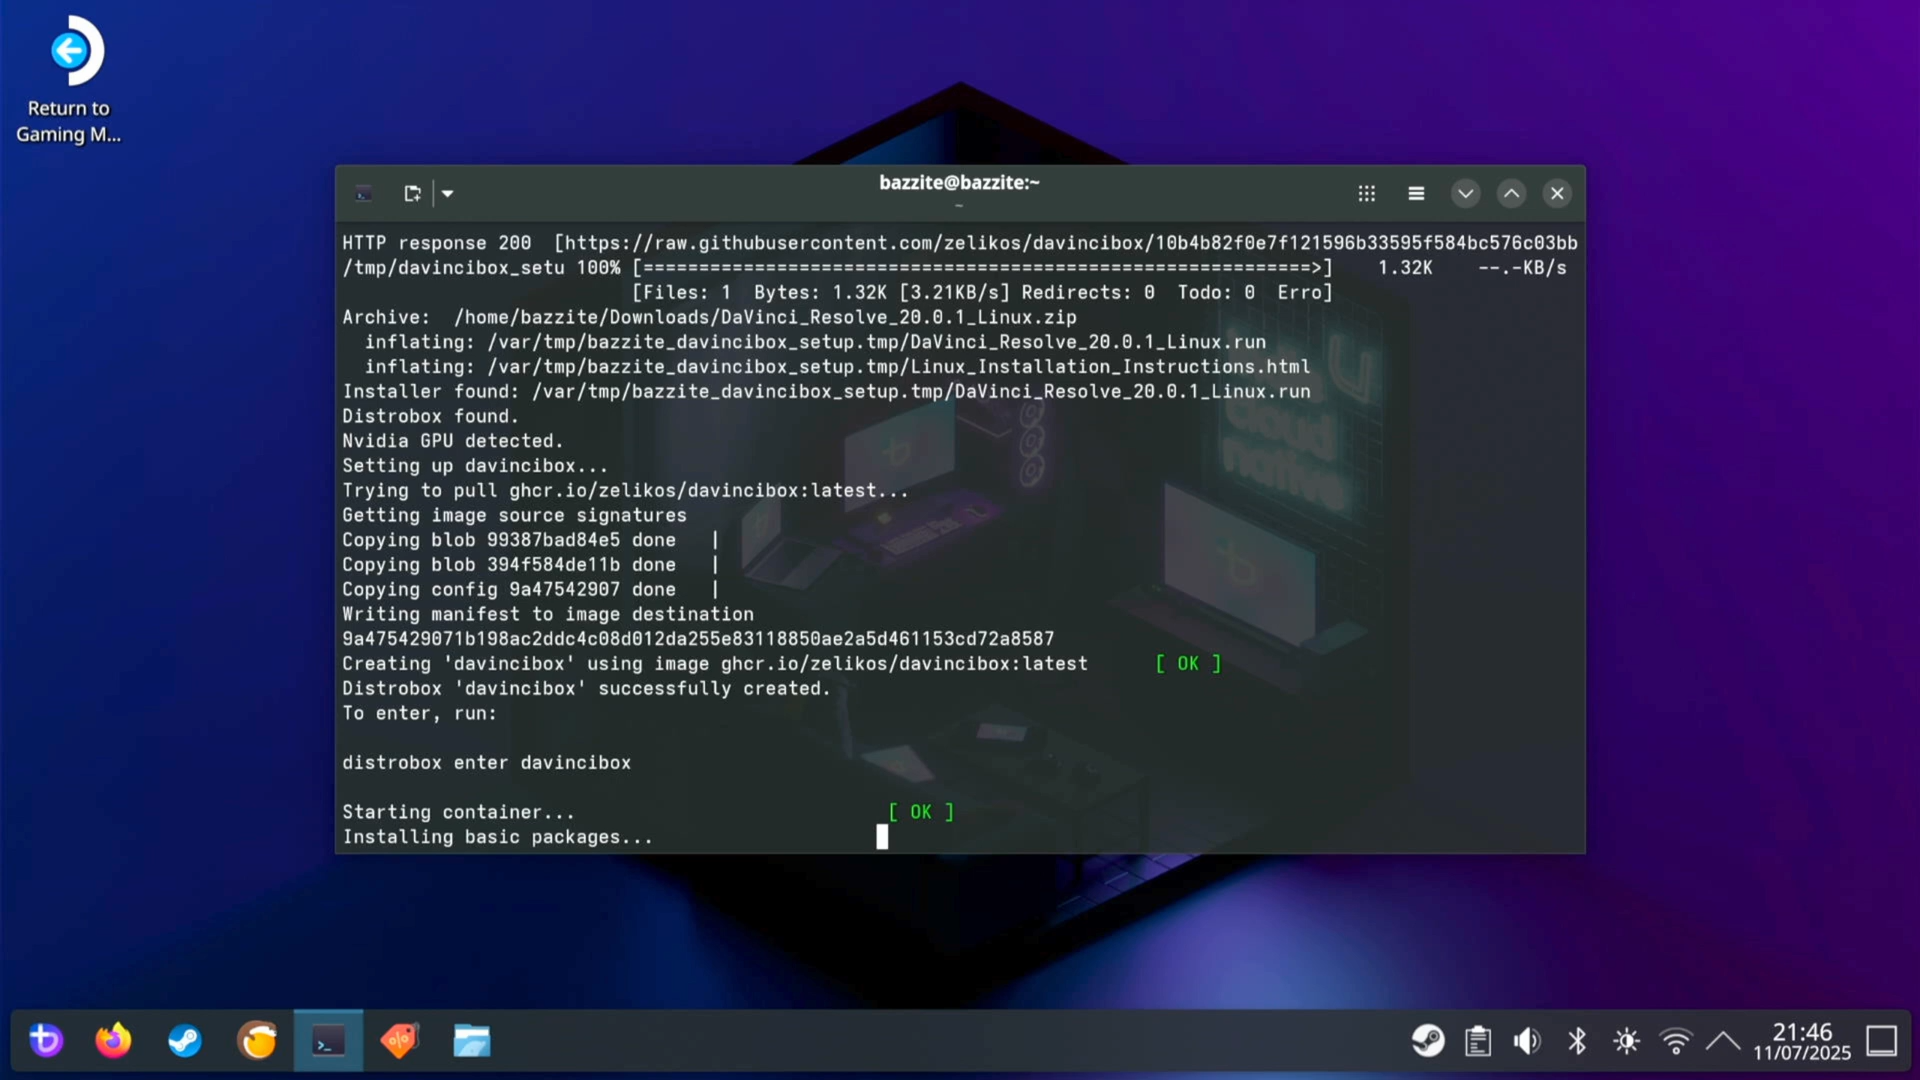 Return to
Gaming M...
bazzite@bazzite:~
~
HTTP response 200  [https://raw.githubusercontent.com/zelikos/davincibox/10b4b82f0e7f121596b33595f584bc576c03bb
/tmp/davincibox_setu 100% [=============================================================>]    1.32K    --.-KB/s
                          [Files: 1  Bytes: 1.32K [3.21KB/s] Redirects: 0  Todo: 0  Erro]
Archive:  /home/bazzite/Downloads/DaVinci_Resolve_20.0.1_Linux.zip
  inflating: /var/tmp/bazzite_davincibox_setup.tmp/DaVinci_Resolve_20.0.1_Linux.run
  inflating: /var/tmp/bazzite_davincibox_setup.tmp/Linux_Installation_Instructions.html
Installer found: /var/tmp/bazzite_davincibox_setup.tmp/DaVinci_Resolve_20.0.1_Linux.run
Distrobox found.
Nvidia GPU detected.
Setting up davincibox...
Trying to pull ghcr.io/zelikos/davincibox:latest...
Getting image source signatures
Copying blob 99387bad84e5 done   |
Copying blob 394f584de11b done   |
Copying config 9a47542907 done   |
Writing manifest to image destination
9a475429071b198ac2ddc4c08d012da255e83118850ae2a5d461153cd72a8587
Creating 'davincibox' using image ghcr.io/zelikos/davincibox:latest      [ OK ]
Distrobox 'davincibox' successfully created.
To enter, run:
distrobox enter davincibox
Starting container...                            [ OK ]
Installing basic packages...
cloud
native
21:46
11/07/2025